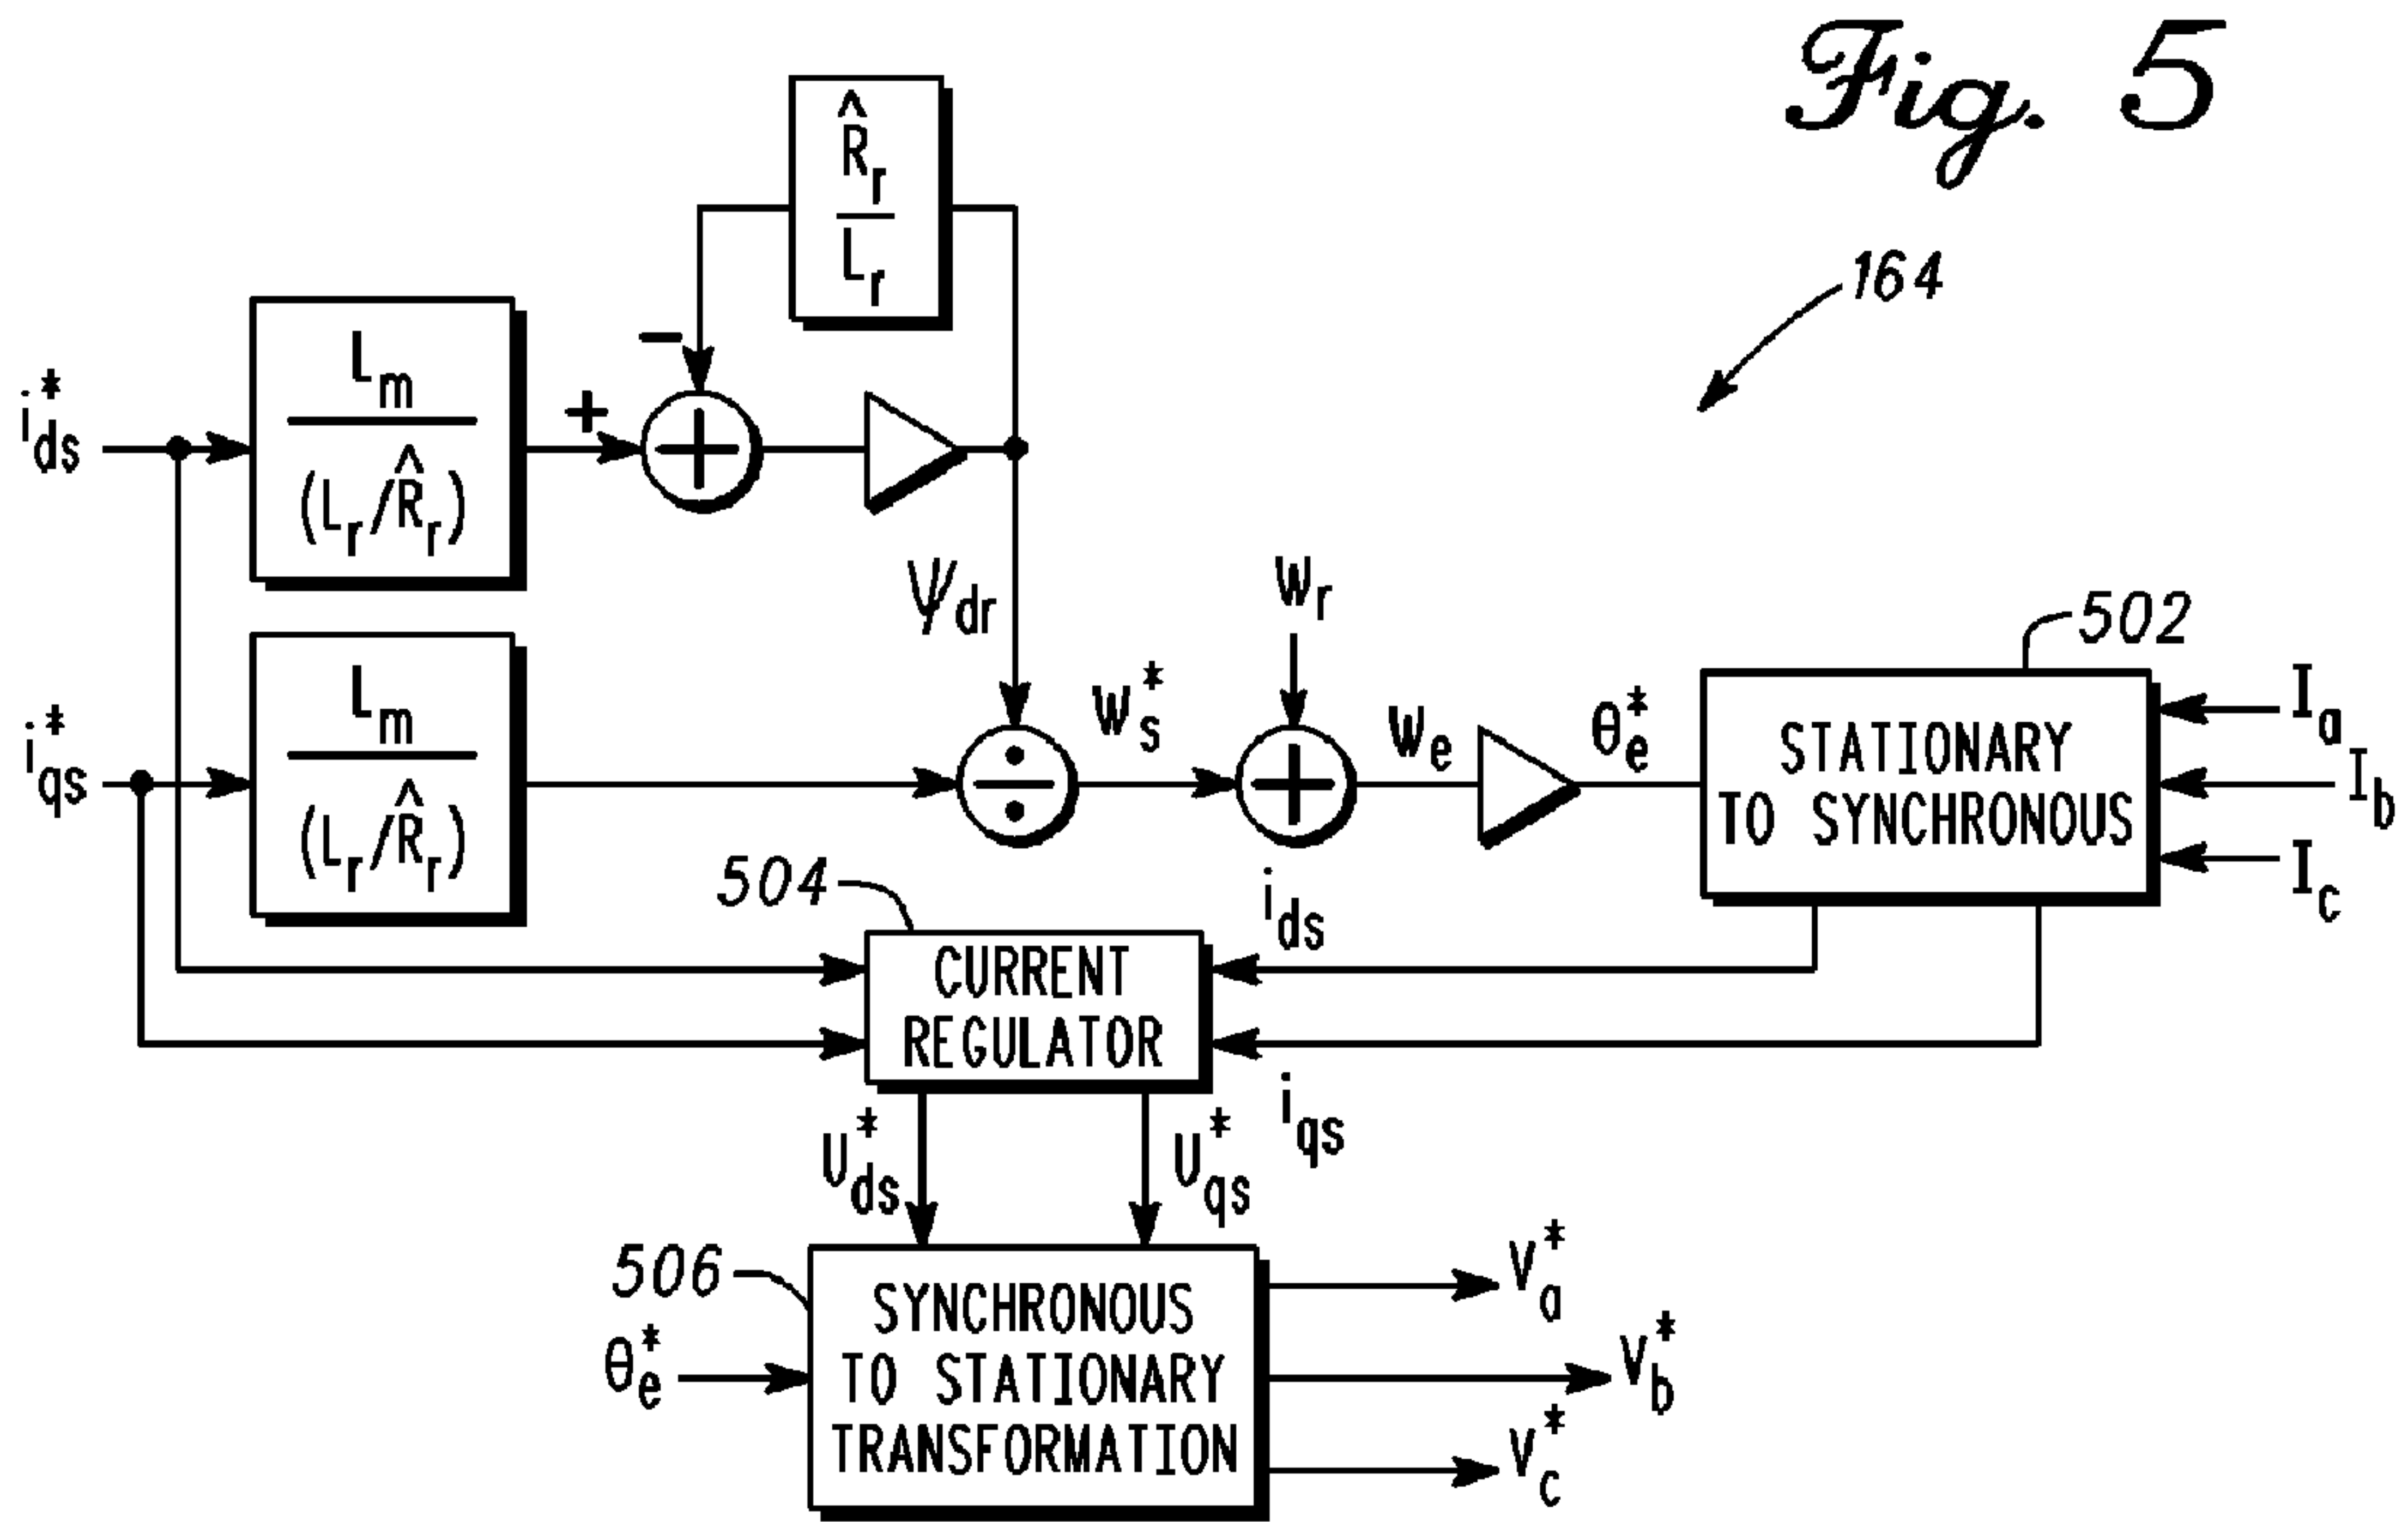 Fig. 5
R̂r
Lr
164
Lm
(Lr/R̂r)
i*ds
+
−
+
ψdr
Lm
(Lr/R̂r)
i*qs
÷
w*s
wr
+
we
θ*e
502
STATIONARY
TO SYNCHRONOUS
Ia
Ib
Ic
504
CURRENT
REGULATOR
ids
iqs
U*ds
U*qs
506
SYNCHRONOUS
TO STATIONARY
TRANSFORMATION
θ*e
v*a
v*b
v*c